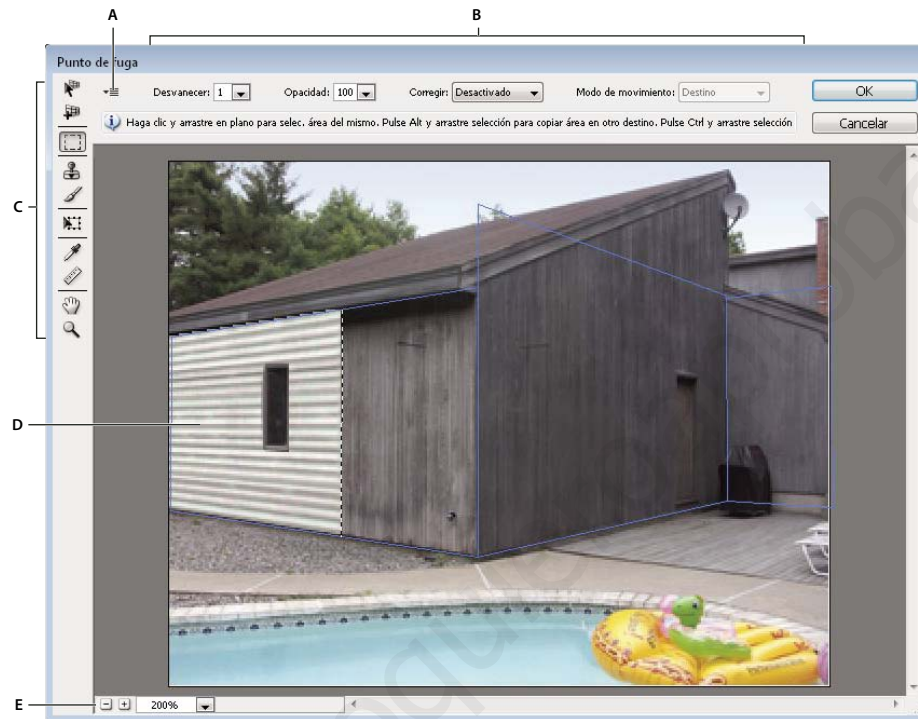 A
B
Punto de fuga
Desvanecer: 1 Opacidad: 100 Corregir: Desactivado Modo de movimiento: Destino OK
Haga clic y arrastre en plano para selec. área del mismo. Pulse Alt y arrastre selección para copiar área en otro destino. Pulse Ctrl y arrastre selección Cancelar
C
D
E
200%